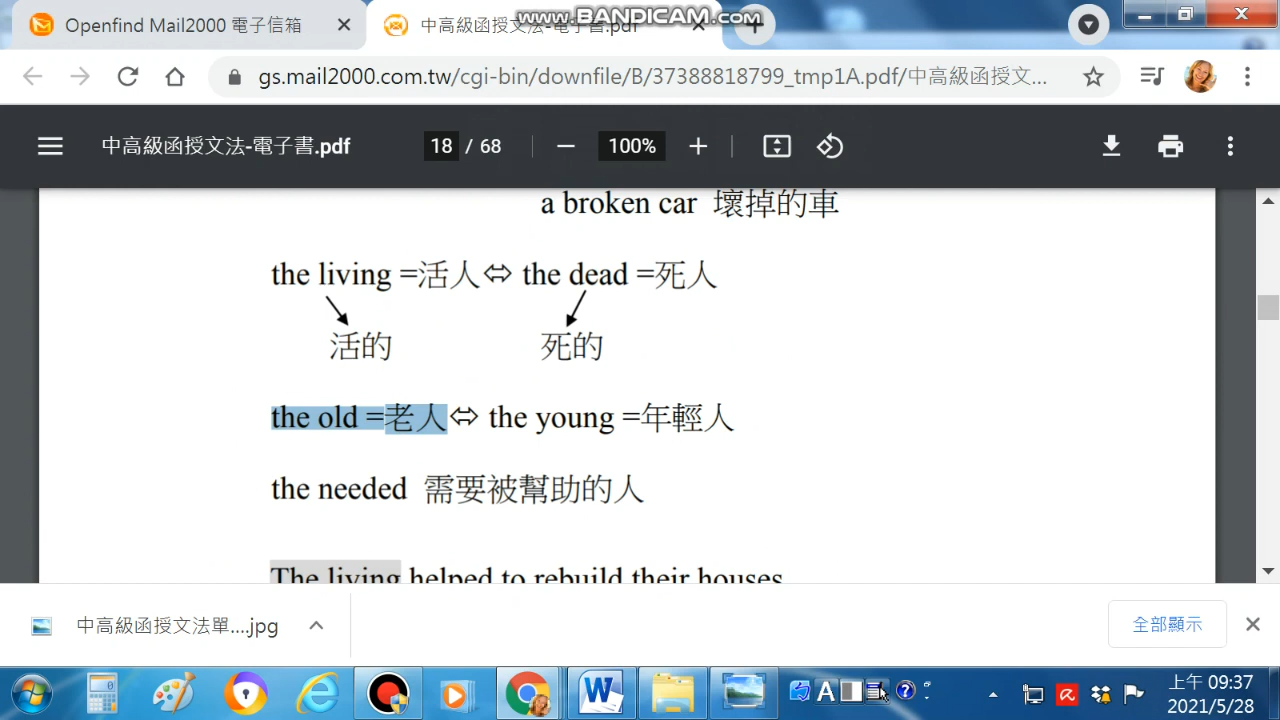 Openfind Mail2000 電子信箱
中高級函授文法-電子書.pdf
www.BANDICAM.com
gs.mail2000.com.tw/cgi-bin/downfile/B/37388818799_tmp1A.pdf/中高級函授文...
中高級函授文法-電子書.pdf
18 / 68
100%
a broken car 壞掉的車
the living =活人⇔ the dead =死人
活的 死的
the old =老人⇔ the young =年輕人
the needed 需要被幫助的人
The living helped to rebuild their houses
中高級函授文法單....jpg
全部顯示
上午 09:37
2021/5/28